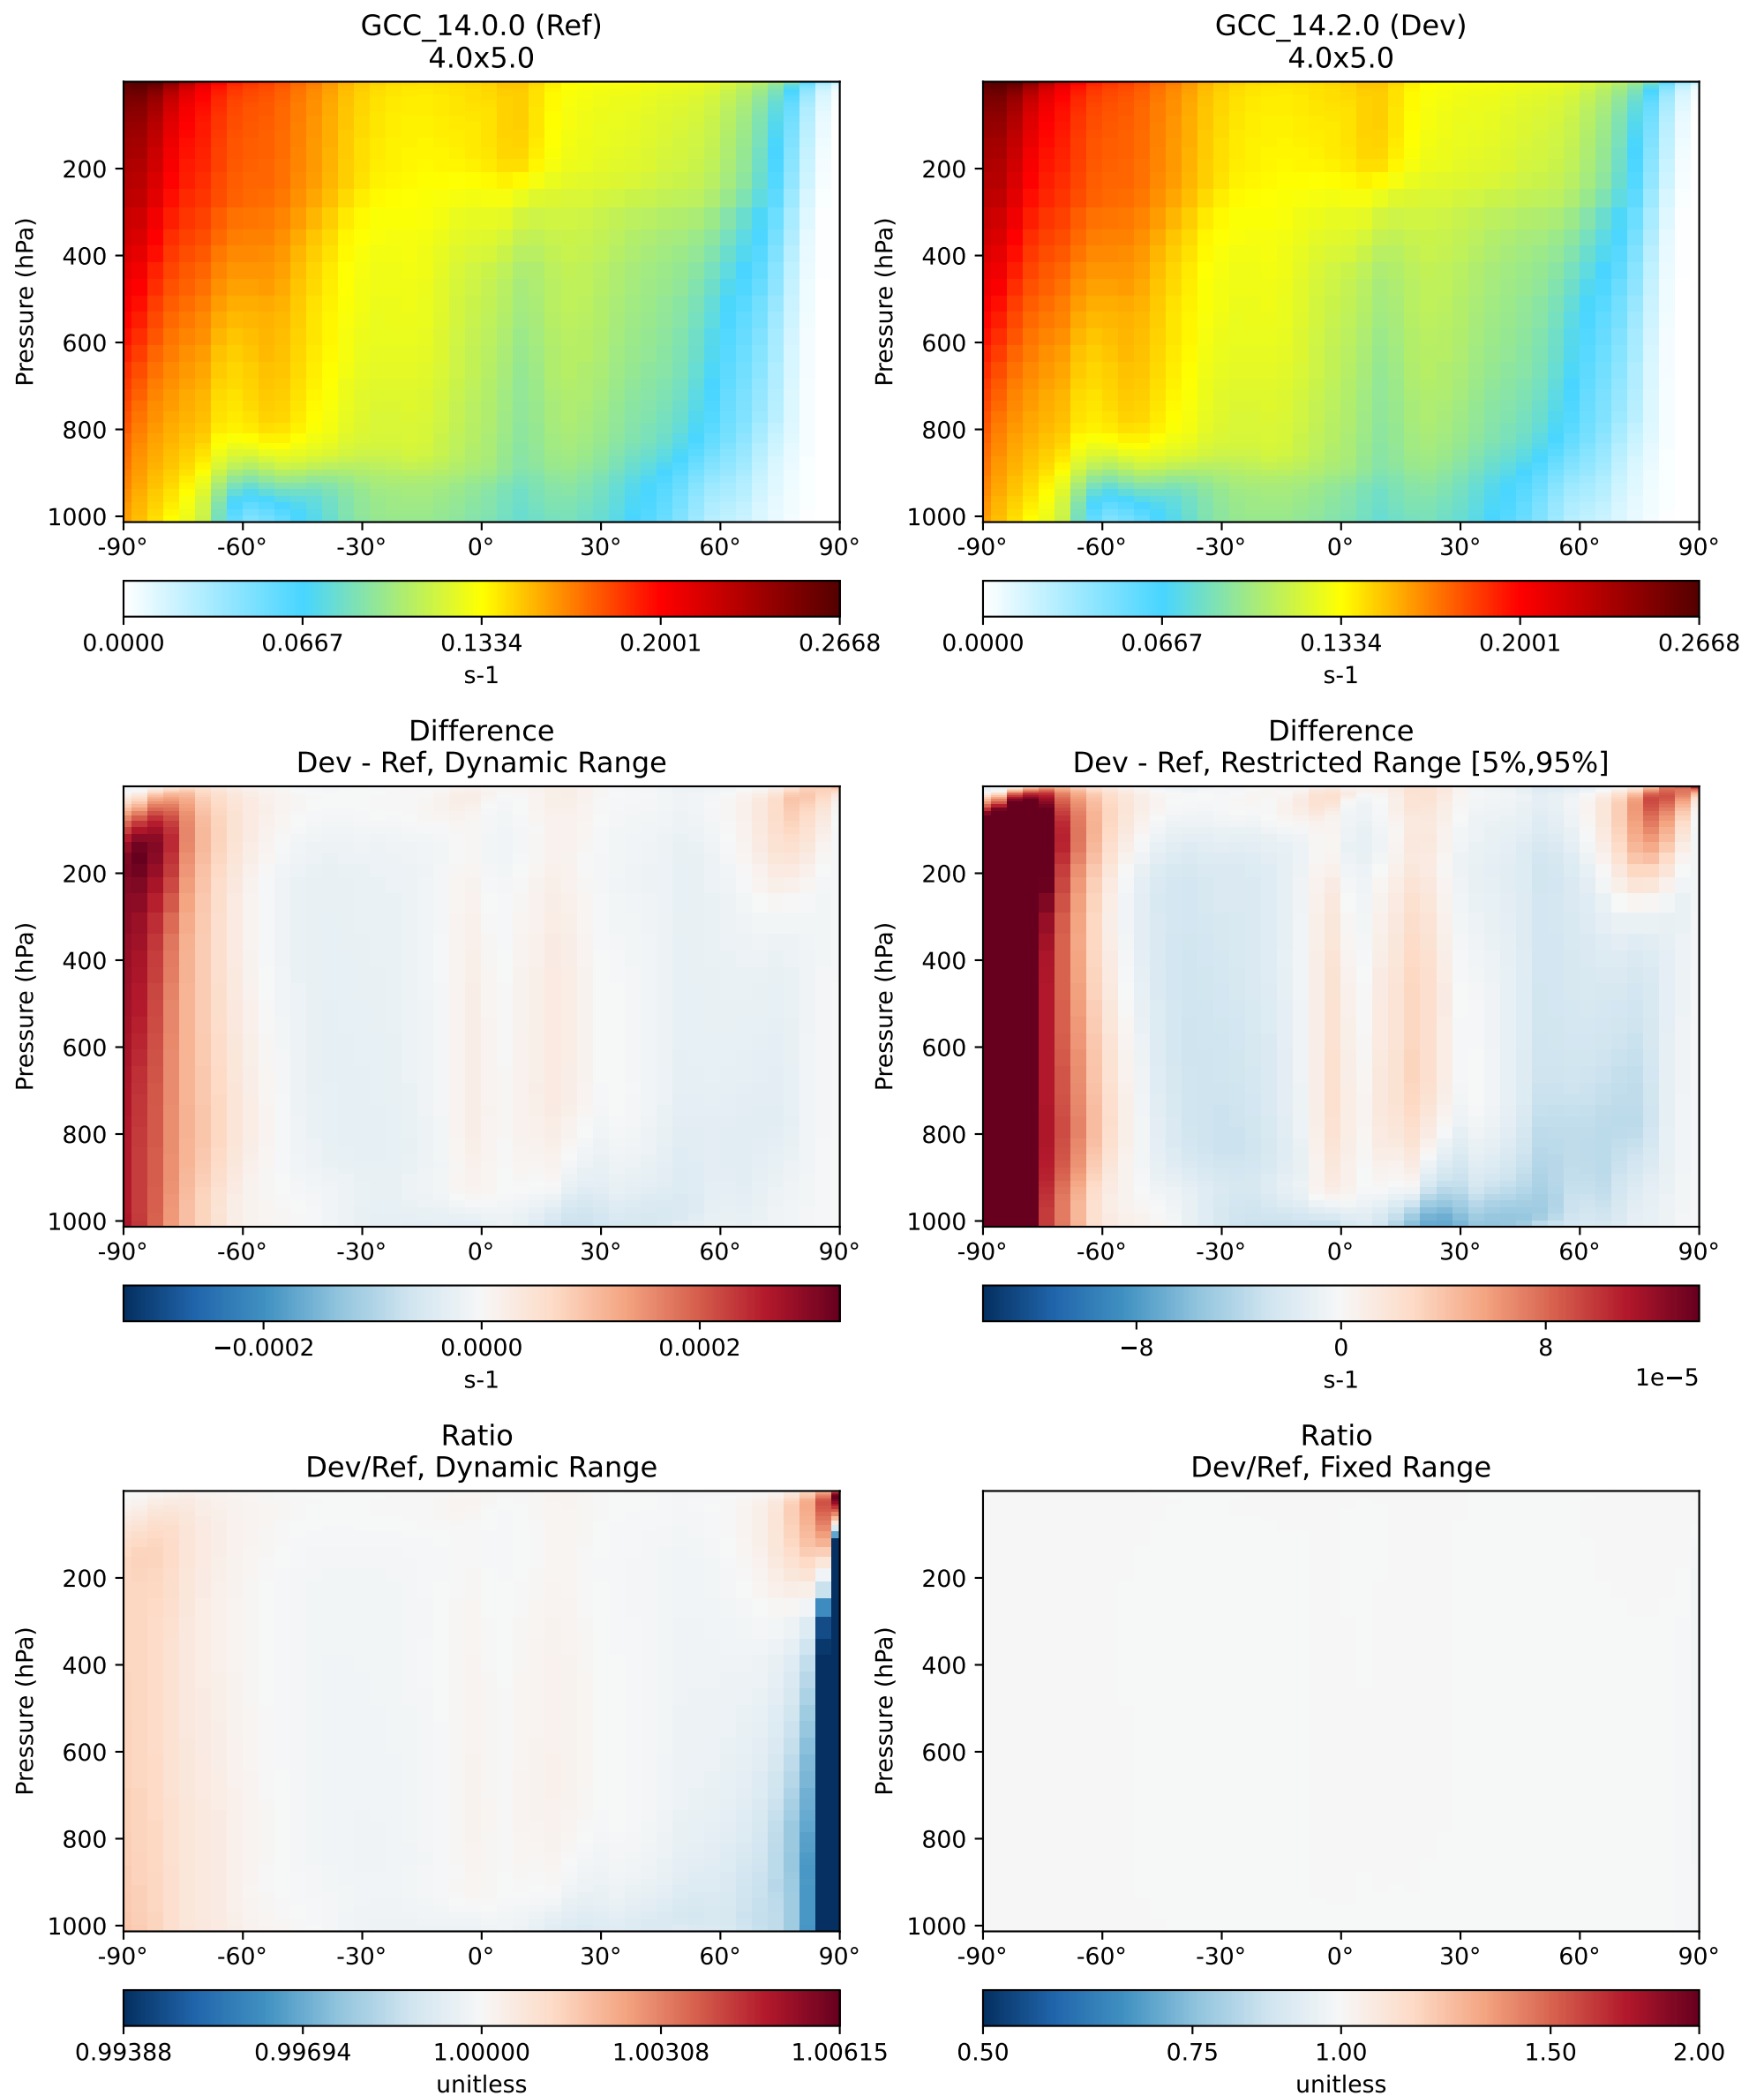 GCC_14.0.0 (Ref)
4.0x5.0
Pressure (hPa)
200
400
600
800
1000
-90° -60° -30° 0° 30° 60° 90°
0.0000 0.0667 0.1334 0.2001 0.2668
s-1
GCC_14.2.0 (Dev)
4.0x5.0
Pressure (hPa)
200
400
600
800
1000
-90° -60° -30° 0° 30° 60° 90°
0.0000 0.0667 0.1334 0.2001 0.2668
s-1
Difference
Dev - Ref, Dynamic Range
Pressure (hPa)
200
400
600
800
1000
-90° -60° -30° 0° 30° 60° 90°
−0.0002 0.0000 0.0002
s-1
Difference
Dev - Ref, Restricted Range [5%,95%]
Pressure (hPa)
200
400
600
800
1000
-90° -60° -30° 0° 30° 60° 90°
−8 0 8
s-1
1e−5
Ratio
Dev/Ref, Dynamic Range
Pressure (hPa)
200
400
600
800
1000
-90° -60° -30° 0° 30° 60° 90°
0.99388 0.99694 1.00000 1.00308 1.00615
unitless
Ratio
Dev/Ref, Fixed Range
Pressure (hPa)
200
400
600
800
1000
-90° -60° -30° 0° 30° 60° 90°
0.50 0.75 1.00 1.50 2.00
unitless